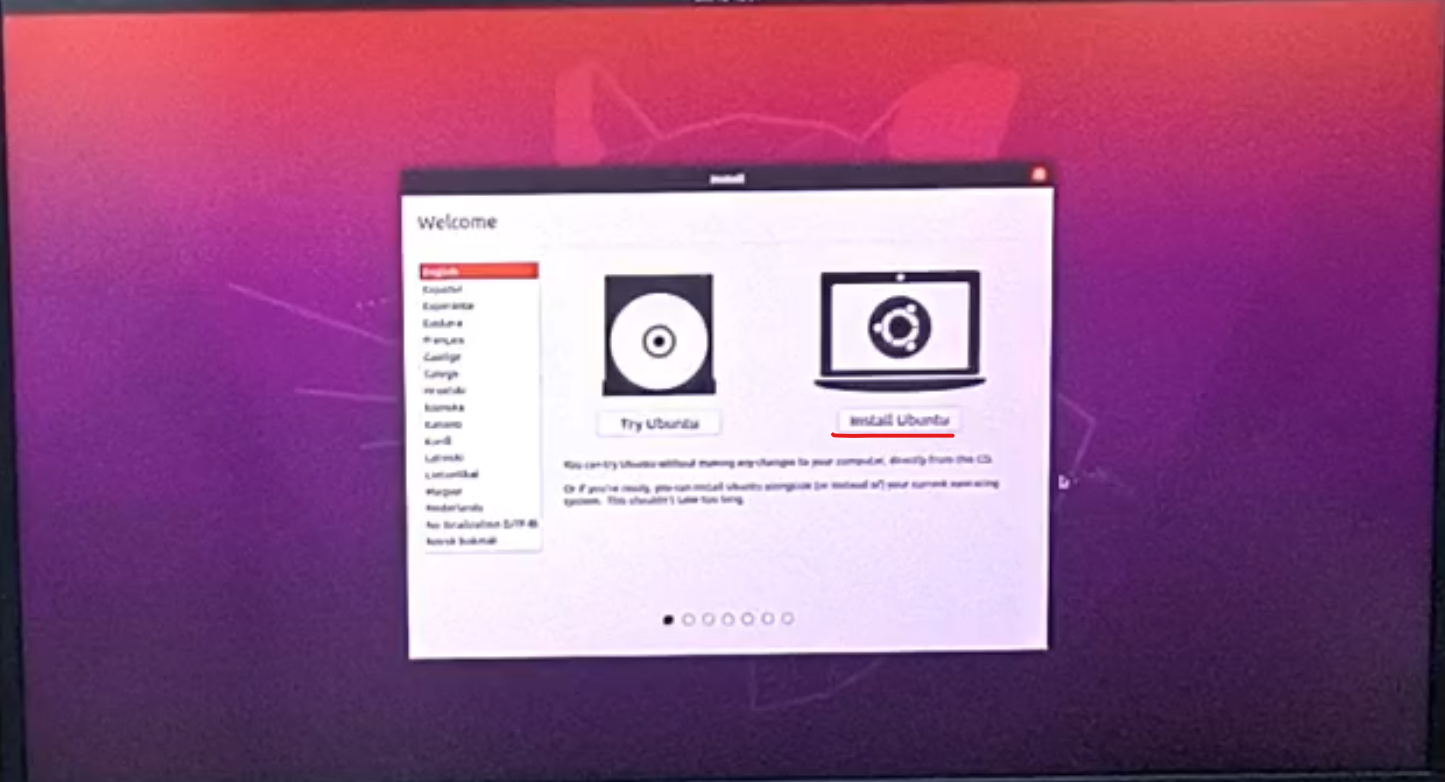 Install
Welcome
English
Español
Esperanto
Euskara
Français
Gaeilge
Galego
Hrvatski
Íslenska
Italiano
Kurdî
Latviski
Lietuviškai
Magyar
Nederlands
No localization (UTF-8)
Norsk bokmål
Try Ubuntu
Install Ubuntu
You can try Ubuntu without making any changes to your computer, directly from this CD.
Or if you're ready, you can install Ubuntu alongside (or instead of) your current operating
system. This shouldn't take too long.